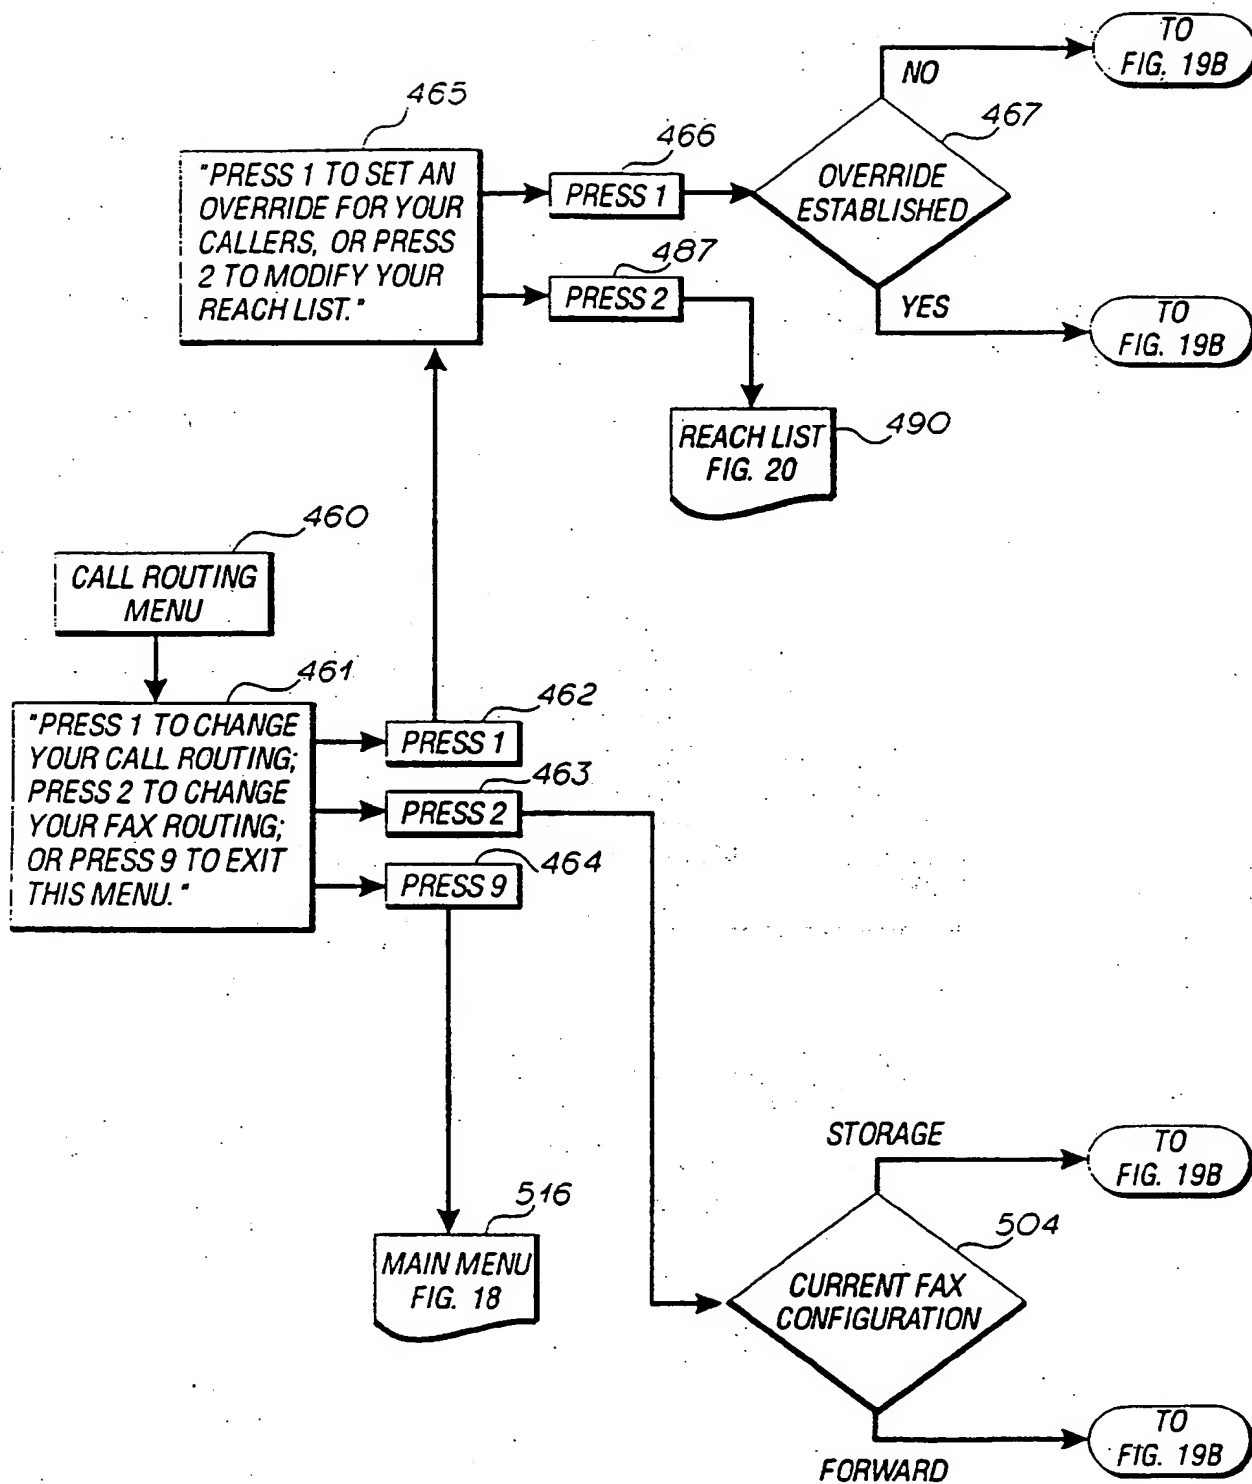 TO
FIG. 19B
NO
465
467
466
"PRESS 1 TO SET AN
OVERRIDE FOR YOUR
CALLERS, OR PRESS
2 TO MODIFY YOUR
REACH LIST."
PRESS 1
OVERRIDE
ESTABLISHED
487
PRESS 2
YES
TO
FIG. 19B
REACH LIST
FIG. 20
490
460
CALL ROUTING
MENU
461
"PRESS 1 TO CHANGE
YOUR CALL ROUTING;
PRESS 2 TO CHANGE
YOUR FAX ROUTING;
OR PRESS 9 TO EXIT
THIS MENU."
462
PRESS 1
463
PRESS 2
464
PRESS 9
516
MAIN MENU
FIG. 18
STORAGE
TO
FIG. 19B
504
CURRENT FAX
CONFIGURATION
FORWARD
TO
FIG. 19B